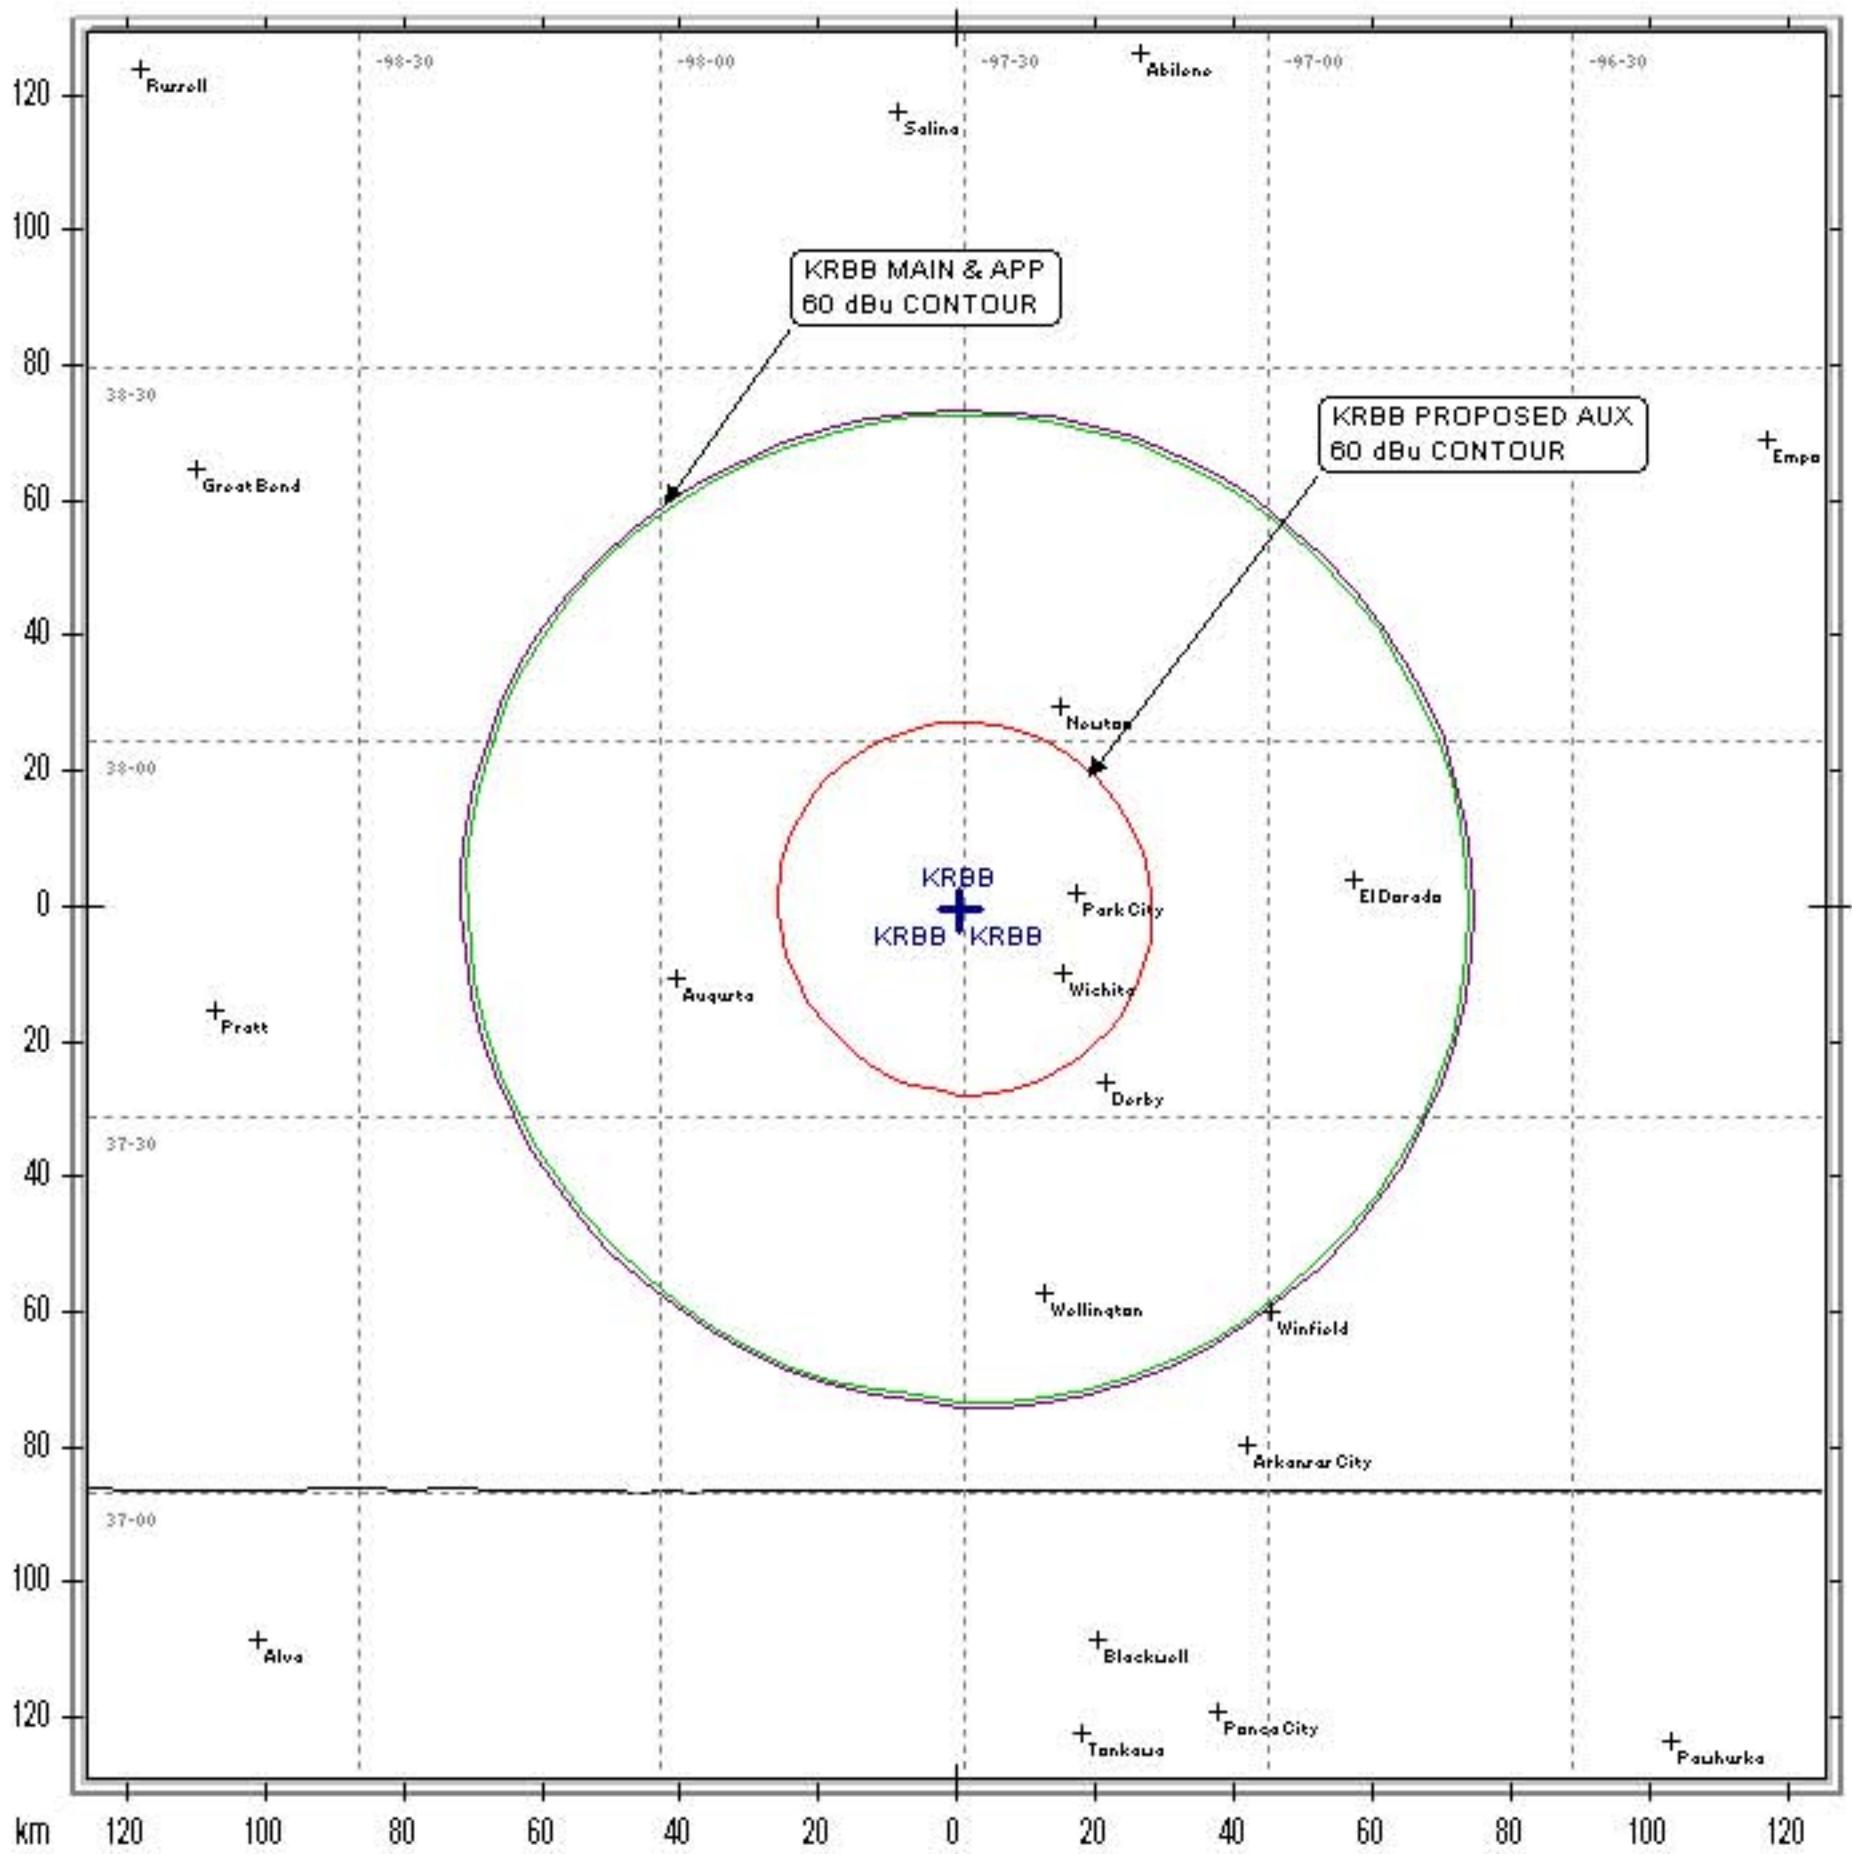 -98-30
-98-00
-97-30
-97-00
-96-30
Abilene
Russell
120
Salina
100
KRBB MAIN & APP
60 dBu CONTOUR
80
38-30
KRBB PROPOSED AUX
60 dBu CONTOUR
Empo
Great Bend
60
40
Newton
38-00
20
KRBB
El Dorado
0
Park City
KRBB
KRBB
Wichita
Augusta
Pratt
20
Derby
37-30
40
60
Wellington
Winfield
80
Arkansas City
37-00
100
Alva
Blackwell
120
Ponca City
Tonkawa
Pawhuska
km
120
100
80
60
40
20
0
20
40
60
80
100
120